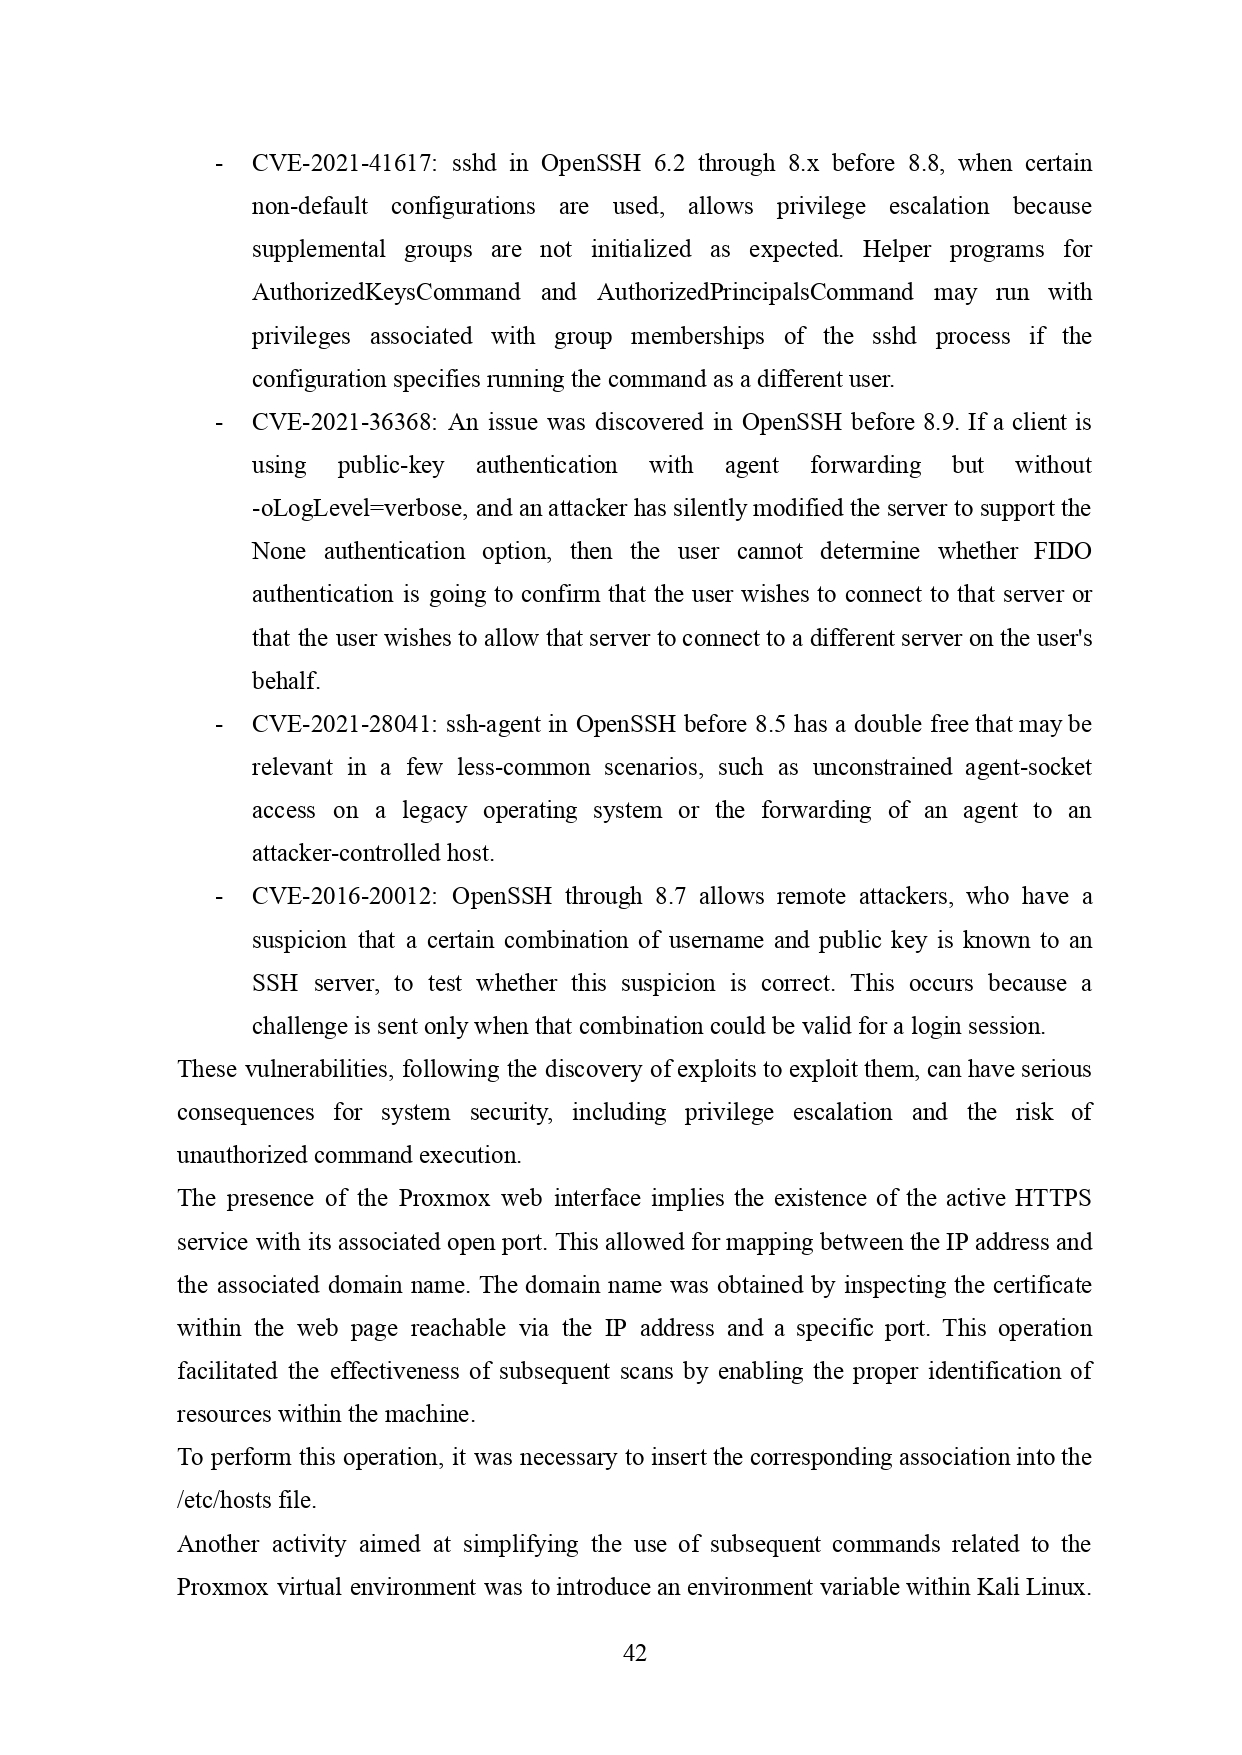 - CVE-2021-41617: sshd in OpenSSH 6.2 through 8.x before 8.8, when certain
non-default configurations are used, allows privilege escalation because
supplemental groups are not initialized as expected. Helper programs for
AuthorizedKeysCommand and AuthorizedPrincipalsCommand may run with
privileges associated with group memberships of the sshd process if the
configuration specifies running the command as a different user.
- CVE-2021-36368: An issue was discovered in OpenSSH before 8.9. If a client is
using public-key authentication with agent forwarding but without
-oLogLevel=verbose, and an attacker has silently modified the server to support the
None authentication option, then the user cannot determine whether FIDO
authentication is going to confirm that the user wishes to connect to that server or
that the user wishes to allow that server to connect to a different server on the user's
behalf.
- CVE-2021-28041: ssh-agent in OpenSSH before 8.5 has a double free that may be
relevant in a few less-common scenarios, such as unconstrained agent-socket
access on a legacy operating system or the forwarding of an agent to an
attacker-controlled host.
- CVE-2016-20012: OpenSSH through 8.7 allows remote attackers, who have a
suspicion that a certain combination of username and public key is known to an
SSH server, to test whether this suspicion is correct. This occurs because a
challenge is sent only when that combination could be valid for a login session.
These vulnerabilities, following the discovery of exploits to exploit them, can have serious
consequences for system security, including privilege escalation and the risk of
unauthorized command execution.
The presence of the Proxmox web interface implies the existence of the active HTTPS
service with its associated open port. This allowed for mapping between the IP address and
the associated domain name. The domain name was obtained by inspecting the certificate
within the web page reachable via the IP address and a specific port. This operation
facilitated the effectiveness of subsequent scans by enabling the proper identification of
resources within the machine.
To perform this operation, it was necessary to insert the corresponding association into the
/etc/hosts file.
Another activity aimed at simplifying the use of subsequent commands related to the
Proxmox virtual environment was to introduce an environment variable within Kali Linux.
42